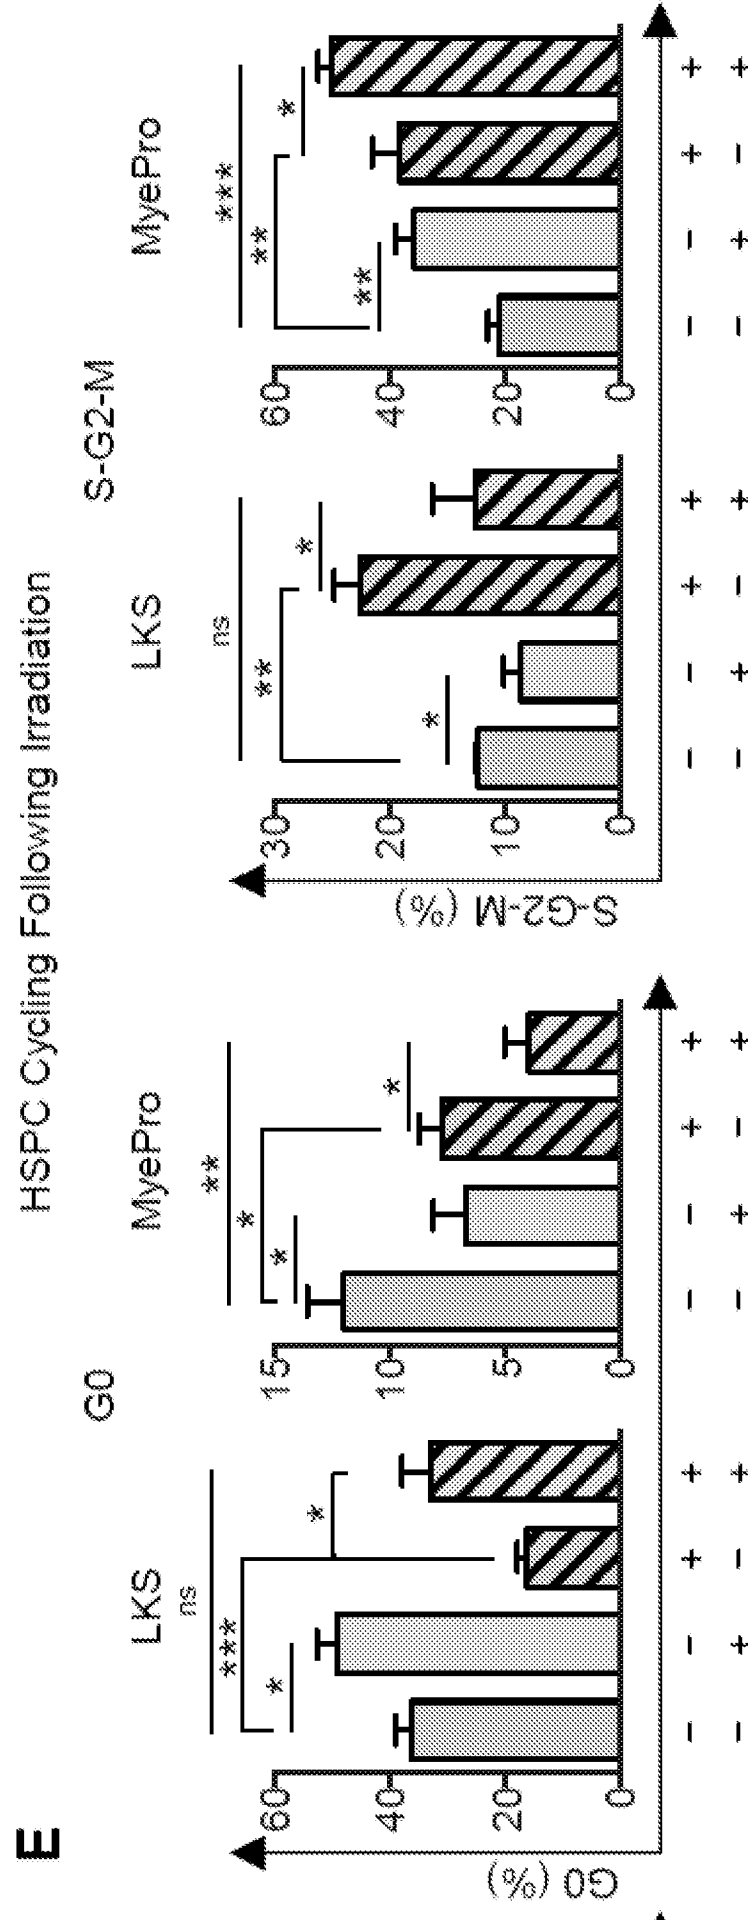 E
HSPC Cycling Following Irradiation
G0
S-G2-M
LKS
MyePro
LKS
MyePro
G0 (%)
60
40
20
0
ns
***
*
*
15
10
5
0
**
*
*
*
S-G2-M (%)
30
20
10
0
ns
**
*
*
60
40
20
0
***
**
**
*
− − + + − − + + − − + + − − + +
− + − + − + − + − + − + − + − +